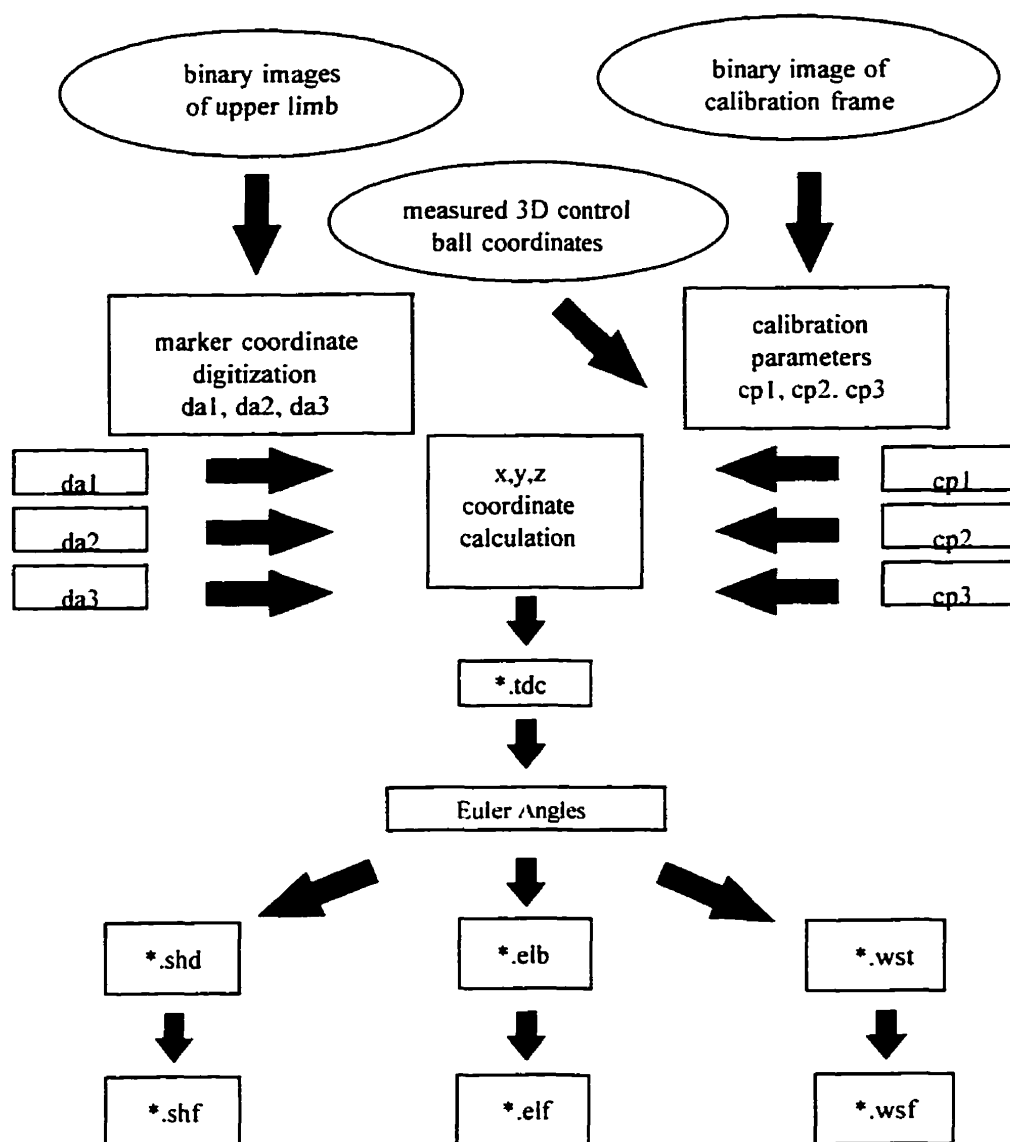 binary images
of upper limb
binary image of
calibration frame
measured 3D control
ball coordinates
marker coordinate
digitization
da1, da2, da3
calibration
parameters
cp1, cp2. cp3
da1
da2
da3
x,y,z
coordinate
calculation
cp1
cp2
cp3
*.tdc
Euler Angles
*.shd
*.elb
*.wst
*.shf
*.elf
*.wsf